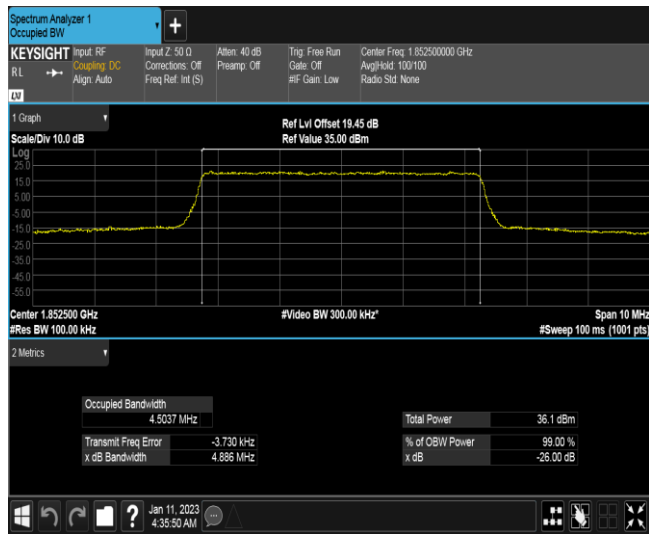 Spectrum Analyzer 1
Occupied BW
+
KEYSIGHT Input: RF Input Z: 50 Ω Atten: 40 dB Trig: Free Run Center Freq: 1.852500000 GHz
RL Coupling: DC Corrections: Off Preamp: Off Gate: Off Avg|Hold: 100/100
Align: Auto Freq Ref: Int (S) #IF Gain: Low Radio Std: None
LXI
1 Graph
Ref Lvl Offset 19.45 dB
Scale/Div 10.0 dB Ref Value 35.00 dBm
Log
25.0
15.0
5.00
-5.00
-15.0
-25.0
-35.0
-45.0
-55.0
Center 1.852500 GHz #Video BW 300.00 kHz* Span 10 MHz
#Res BW 100.00 kHz #Sweep 100 ms (1001 pts)
2 Metrics
Occupied Bandwidth
4.5037 MHz Total Power 36.1 dBm
Transmit Freq Error -3.730 kHz % of OBW Power 99.00 %
x dB Bandwidth 4.886 MHz x dB -26.00 dB
? Jan 11, 2023
4:35:50 AM